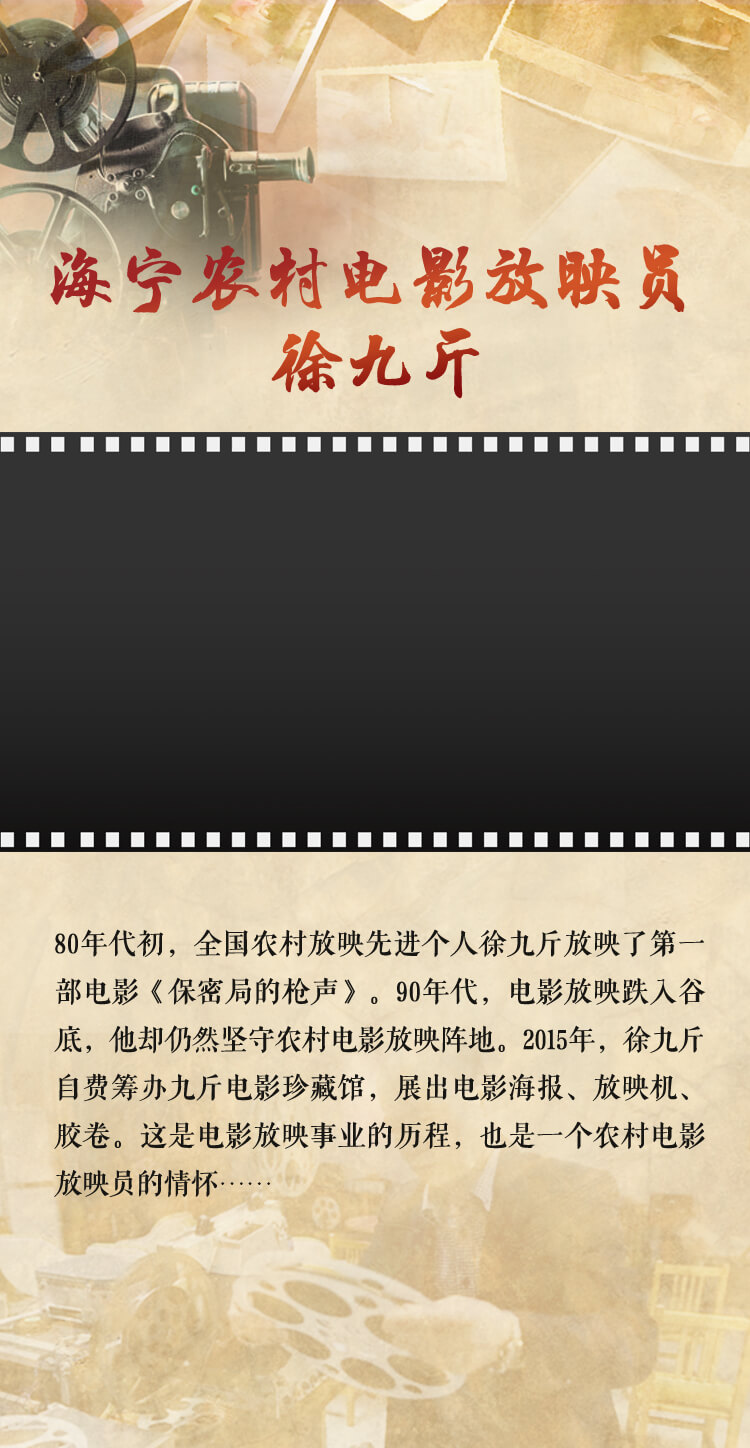 海宁农村电影放映员
徐九斤
80年代初，全国农村放映先进个人徐九斤放映了第一
部电影《保密局的枪声》。90年代，电影放映跌入谷
底，他却仍然坚守农村电影放映阵地。2015年，徐九斤
自费筹办九斤电影珍藏馆，展出电影海报、放映机、
胶卷。这是电影放映事业的历程，也是一个农村电影
放映员的情怀……